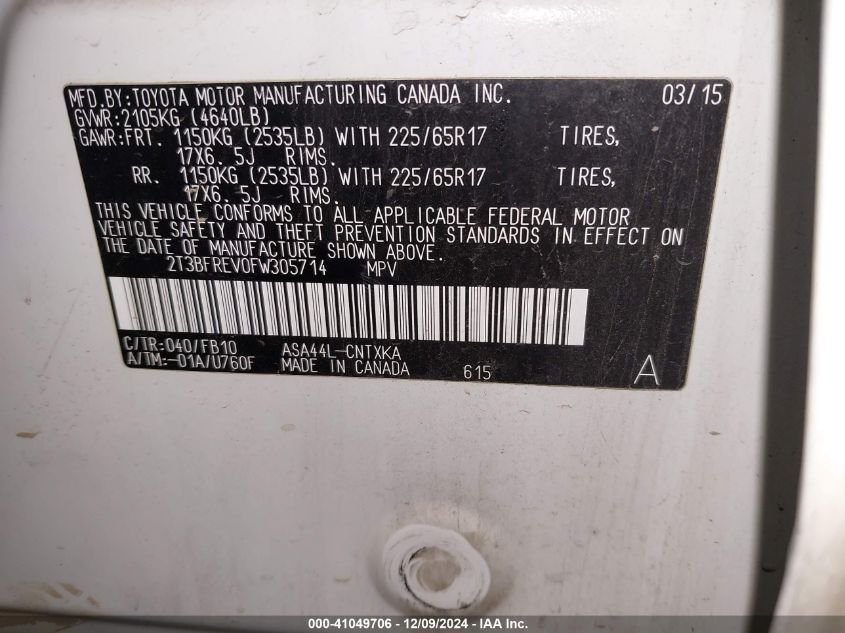 MFD.BY:TOYOTA MOTOR MANUFACTURING CANADA INC. 03/15
GVWR:2105KG (4640LB)
GAWR:FRT. 1150KG (2535LB) WITH 225/65R17 TIRES,
17X6. 5J RIMS.
RR. 1150KG (2535LB) WITH 225/65R17 TIRES,
17X6. 5J RIMS.
THIS VEHICLE CONFORMS TO ALL APPLICABLE FEDERAL MOTOR
VEHICLE SAFETY AND THEFT PREVENTION STANDARDS IN EFFECT ON
THE DATE OF MANUFACTURE SHOWN ABOVE.
2T3BFREV0FW305714 MPV
C/TR:040/FB10 ASA44L-CNTXKA
A/TM:-01A/U760F MADE IN CANADA 615 A
000-41049706 - 12/09/2024 - IAA Inc.